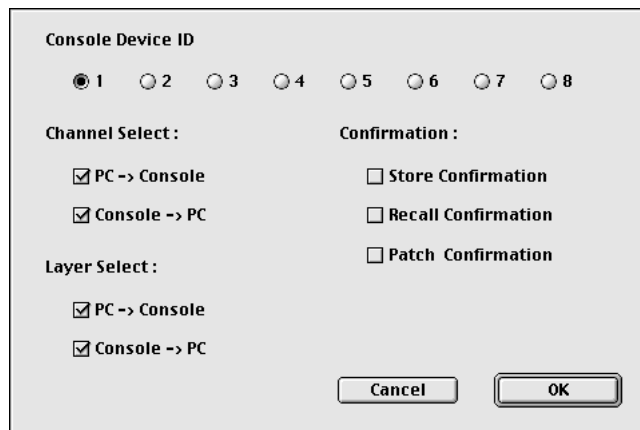 Console Device ID
1 2 3 4 5 6 7 8
Channel Select :
PC -> Console
Console -> PC
Layer Select :
PC -> Console
Console -> PC
Confirmation :
Store Confirmation
Recall Confirmation
Patch Confirmation
Cancel OK